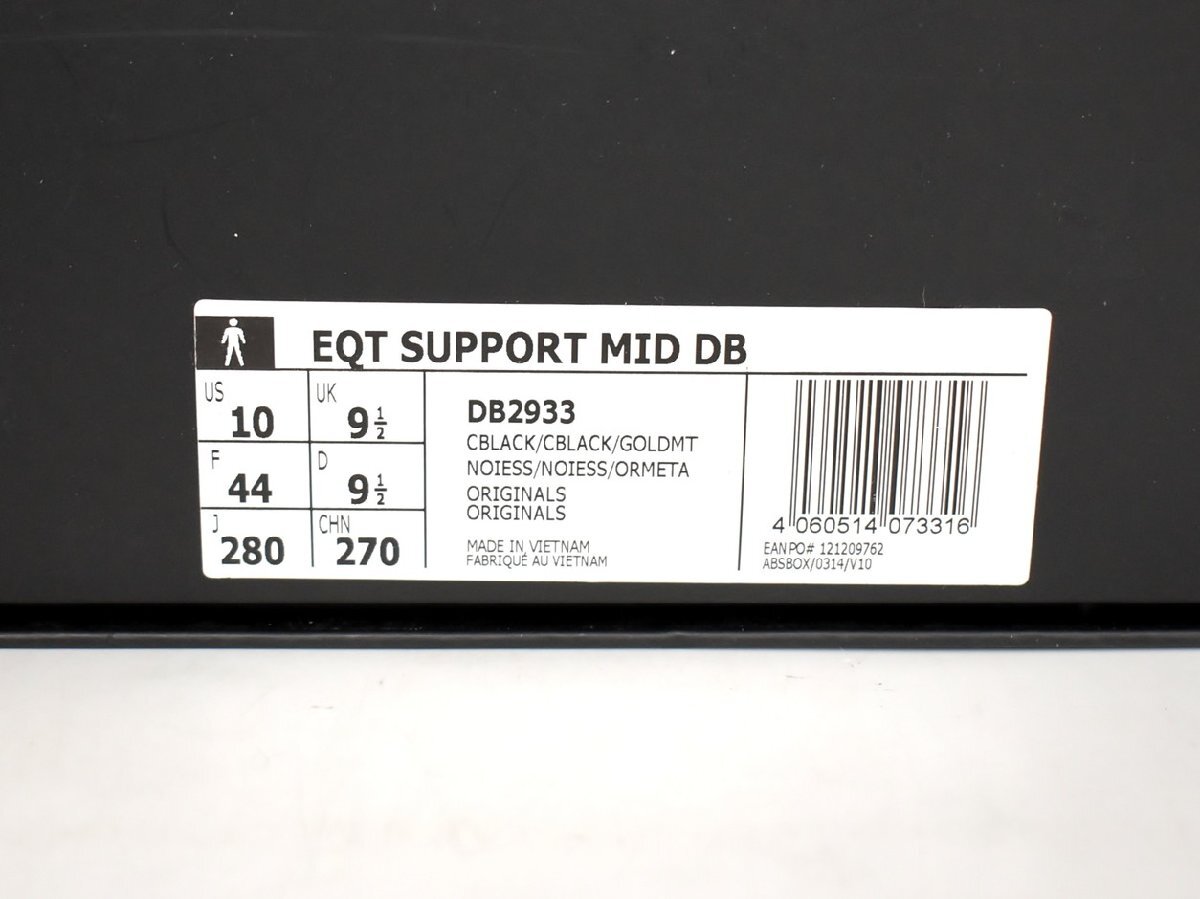 EQT SUPPORT MID DB
US 10
UK 9 1/2
F 44
D 9 1/2
J 280
CHN 270
DB2933
CBLACK/CBLACK/GOLDMT
NOIESS/NOIESS/ORMETA
ORIGINALS
ORIGINALS
MADE IN VIETNAM
FABRIQUÉ AU VIETNAM
4 060514 073316
EAN PO# 121209762
ABSBOX/0314/V10